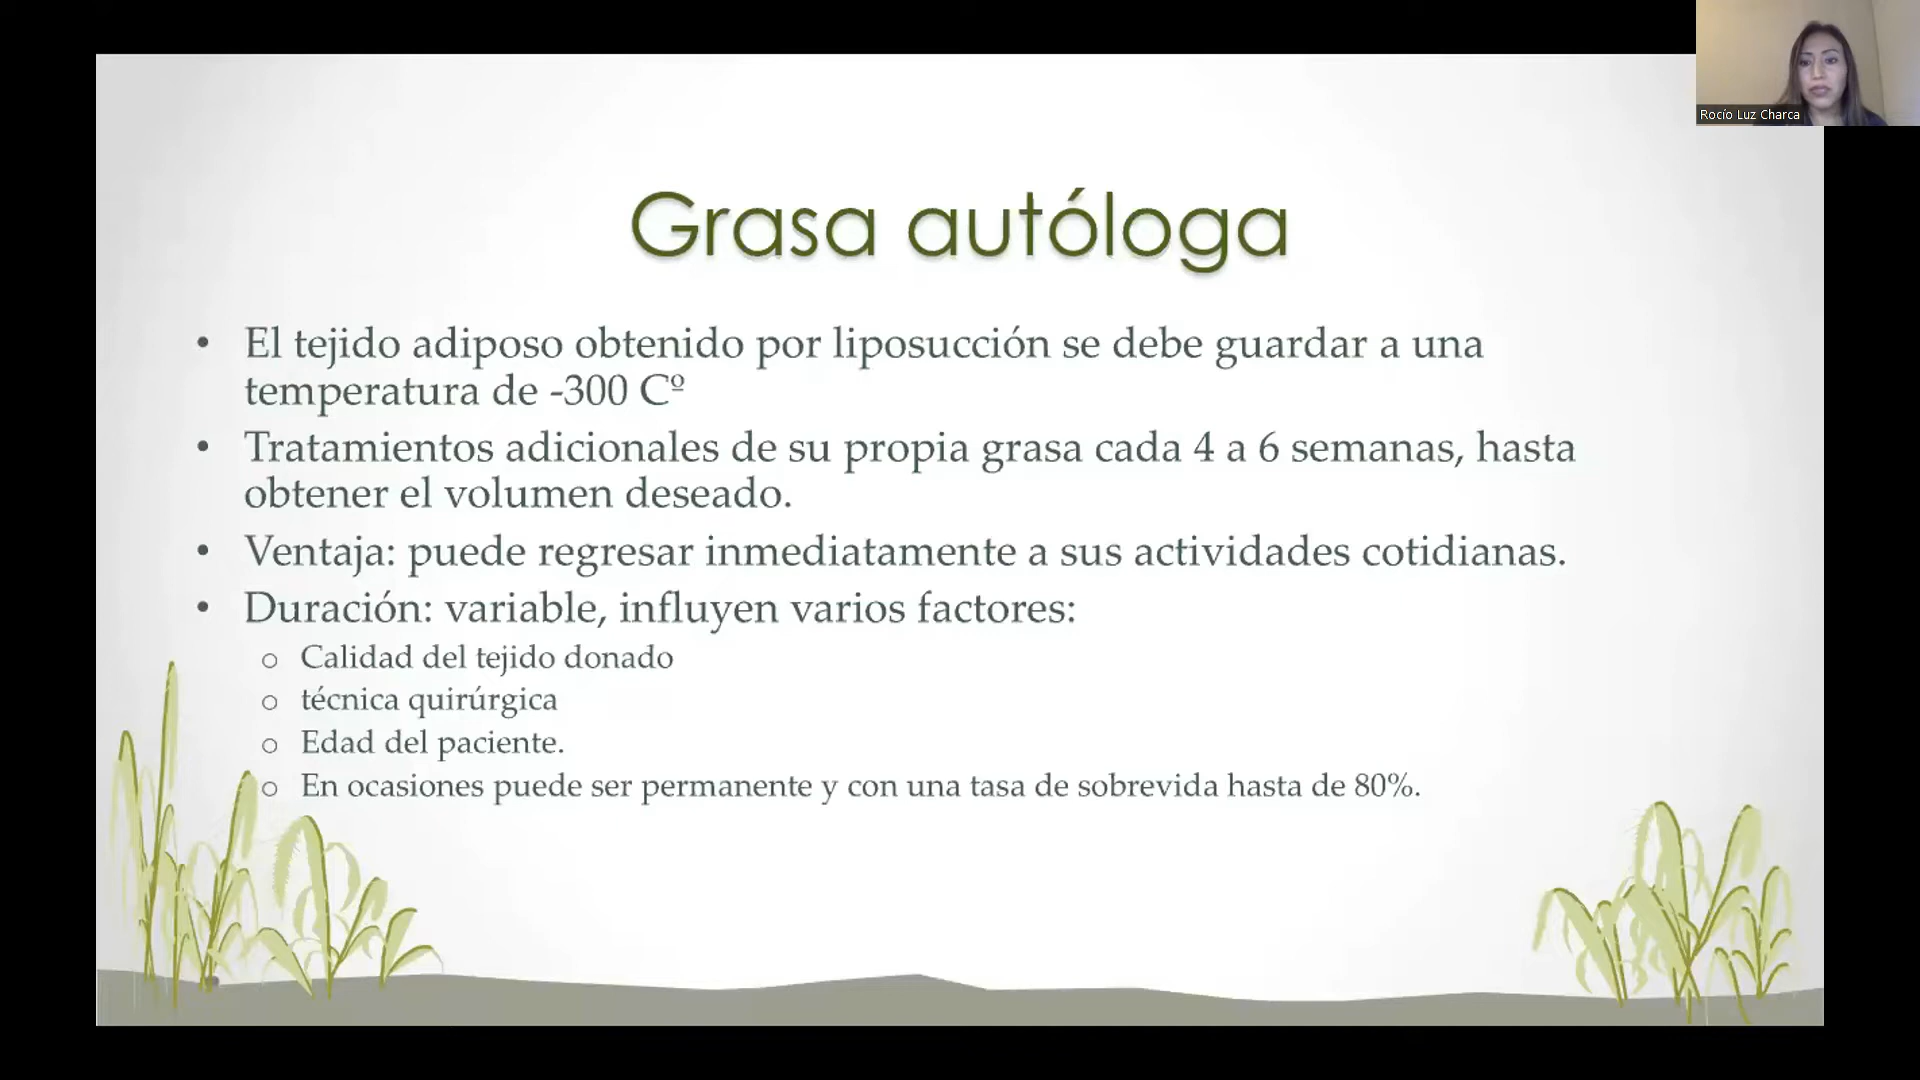 Rocío Luz Charca
Grasa autóloga
• El tejido adiposo obtenido por liposucción se debe guardar a una
temperatura de -300 Cº
• Tratamientos adicionales de su propia grasa cada 4 a 6 semanas, hasta
obtener el volumen deseado.
• Ventaja: puede regresar inmediatamente a sus actividades cotidianas.
• Duración: variable, influyen varios factores:
o Calidad del tejido donado
o técnica quirúrgica
o Edad del paciente.
o En ocasiones puede ser permanente y con una tasa de sobrevida hasta de 80%.